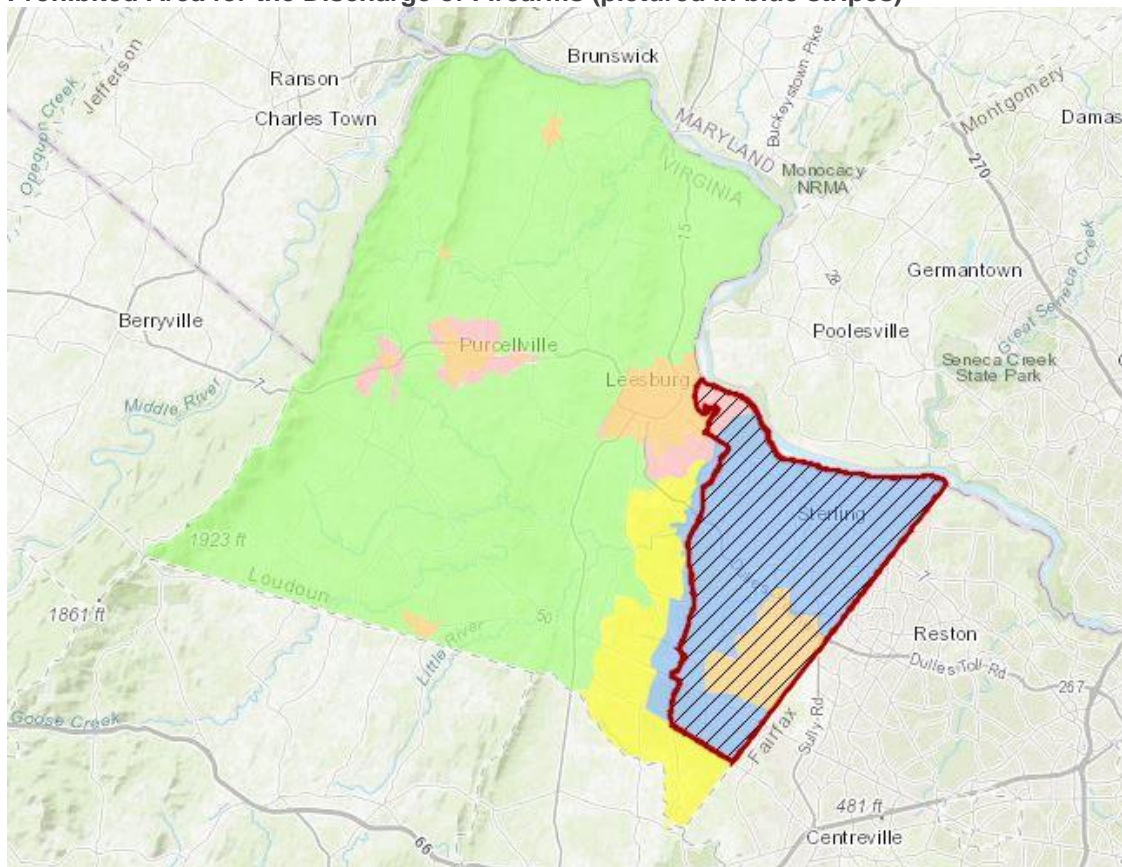 Prohibited Area for the Discharge of Firearms (pictured in blue stripes)
Brunswick
Ranson
Jefferson
Charles Town
Opequon Creek
Buckeystown Pike
Montgomery
Damas
MARYLAND
VIRGINIA
Monocacy
NRMA
270
15
28
Germantown
Great Seneca Creek
Berryville
Poolesville
Purcellville
Seneca Creek
State Park
Leesburg
7
Middle River
Sterling
1923 ft
Loudoun
Dulles
7
1861 ft
50
Little River
Reston
Dulles Toll Rd
267
Goose Creek
Fairfax
Sully Rd
481 ft
66
Centreville